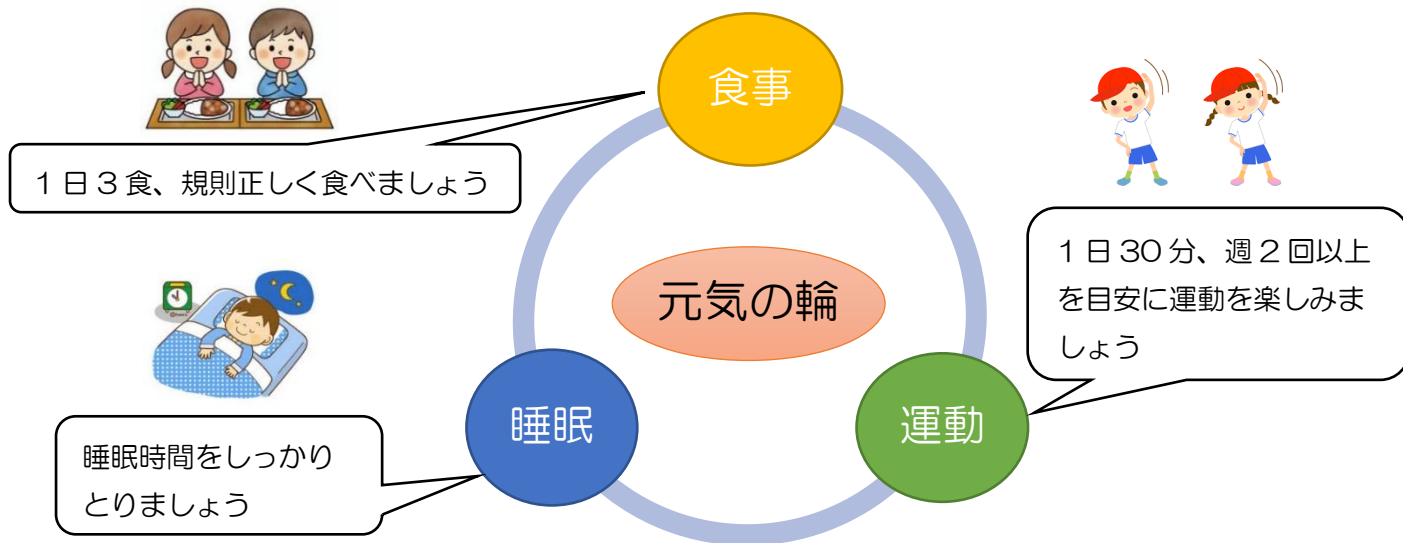 食事
1日3食、規則正しく食べましょう
元気の輪
1日30分、週2回以上
を目安に運動を楽しみま
しょう
睡眠
運動
睡眠時間をしっかり
とりましょう